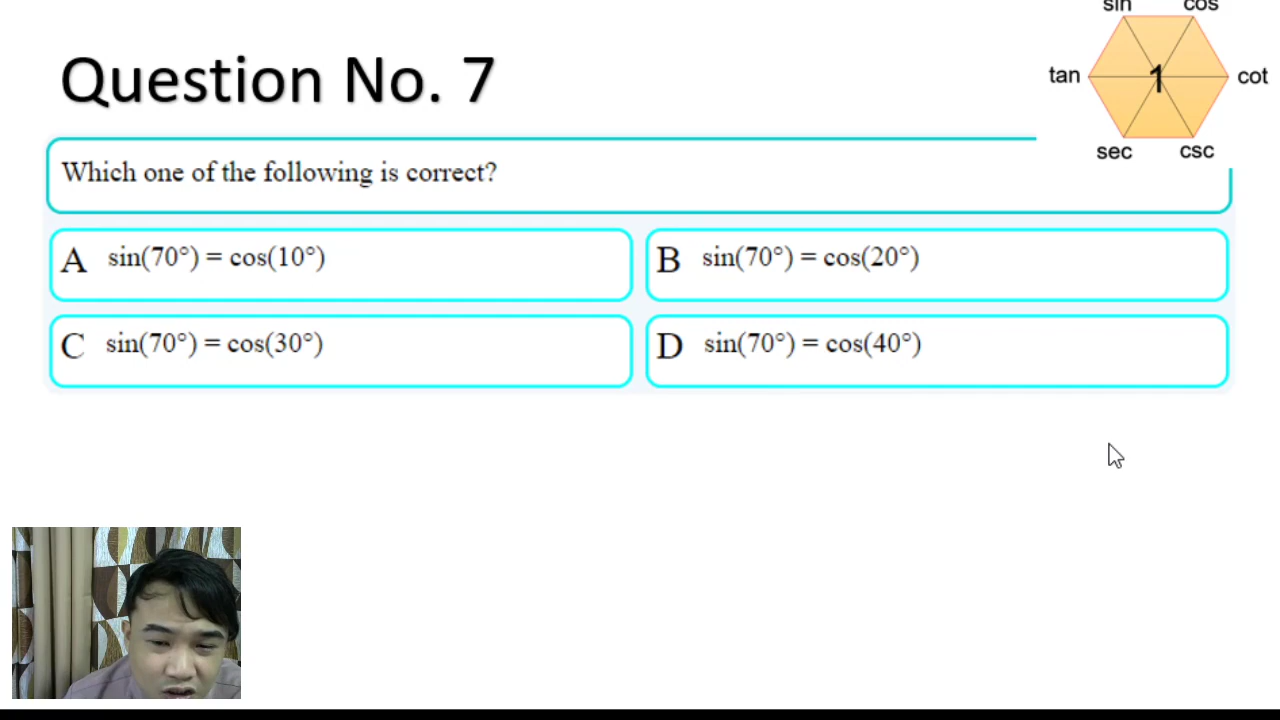 sin cos
Question No. 7
tan 1 cot
sec csc
Which one of the following is correct?
A sin(70°) = cos(10°)
B sin(70°) = cos(20°)
C sin(70°) = cos(30°)
D sin(70°) = cos(40°)